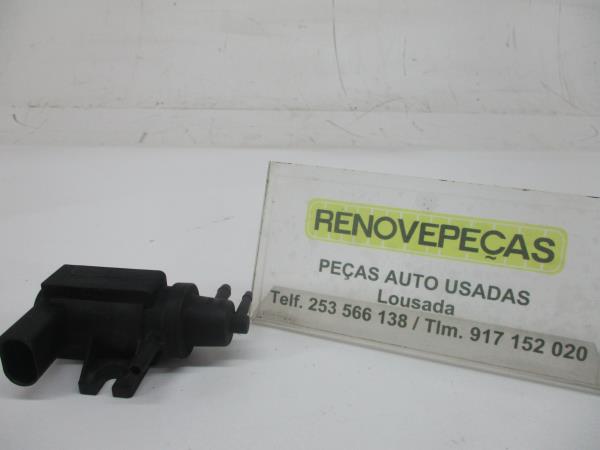 RENOVEPEÇAS
PEÇAS AUTO USADAS
Lousada
Telf. 253 566 138 / Tlm. 917 152 020